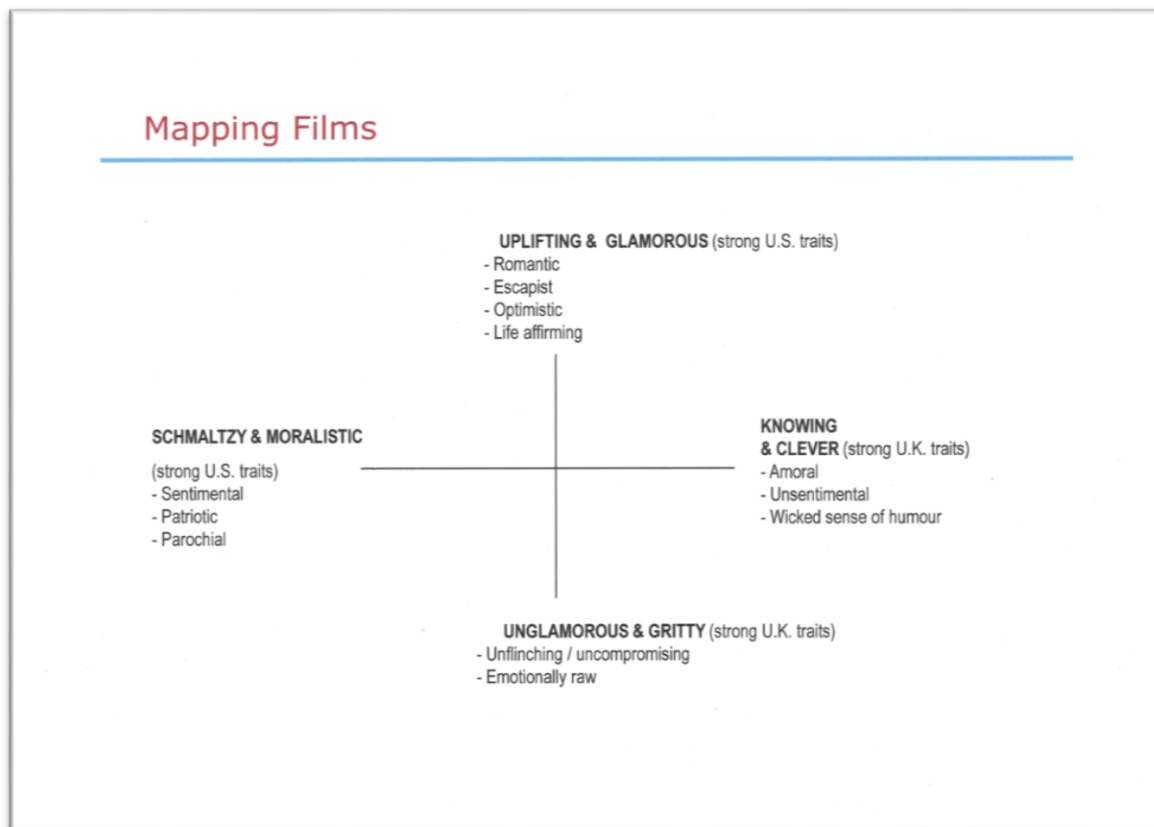 Mapping Films
UPLIFTING & GLAMOROUS (strong U.S. traits)
- Romantic
- Escapist
- Optimistic
- Life affirming
SCHMALTZY & MORALISTIC
(strong U.S. traits)
- Sentimental
- Patriotic
- Parochial
KNOWING
& CLEVER (strong U.K. traits)
- Amoral
- Unsentimental
- Wicked sense of humour
UNGLAMOROUS & GRITTY (strong U.K. traits)
- Unflinching / uncompromising
- Emotionally raw